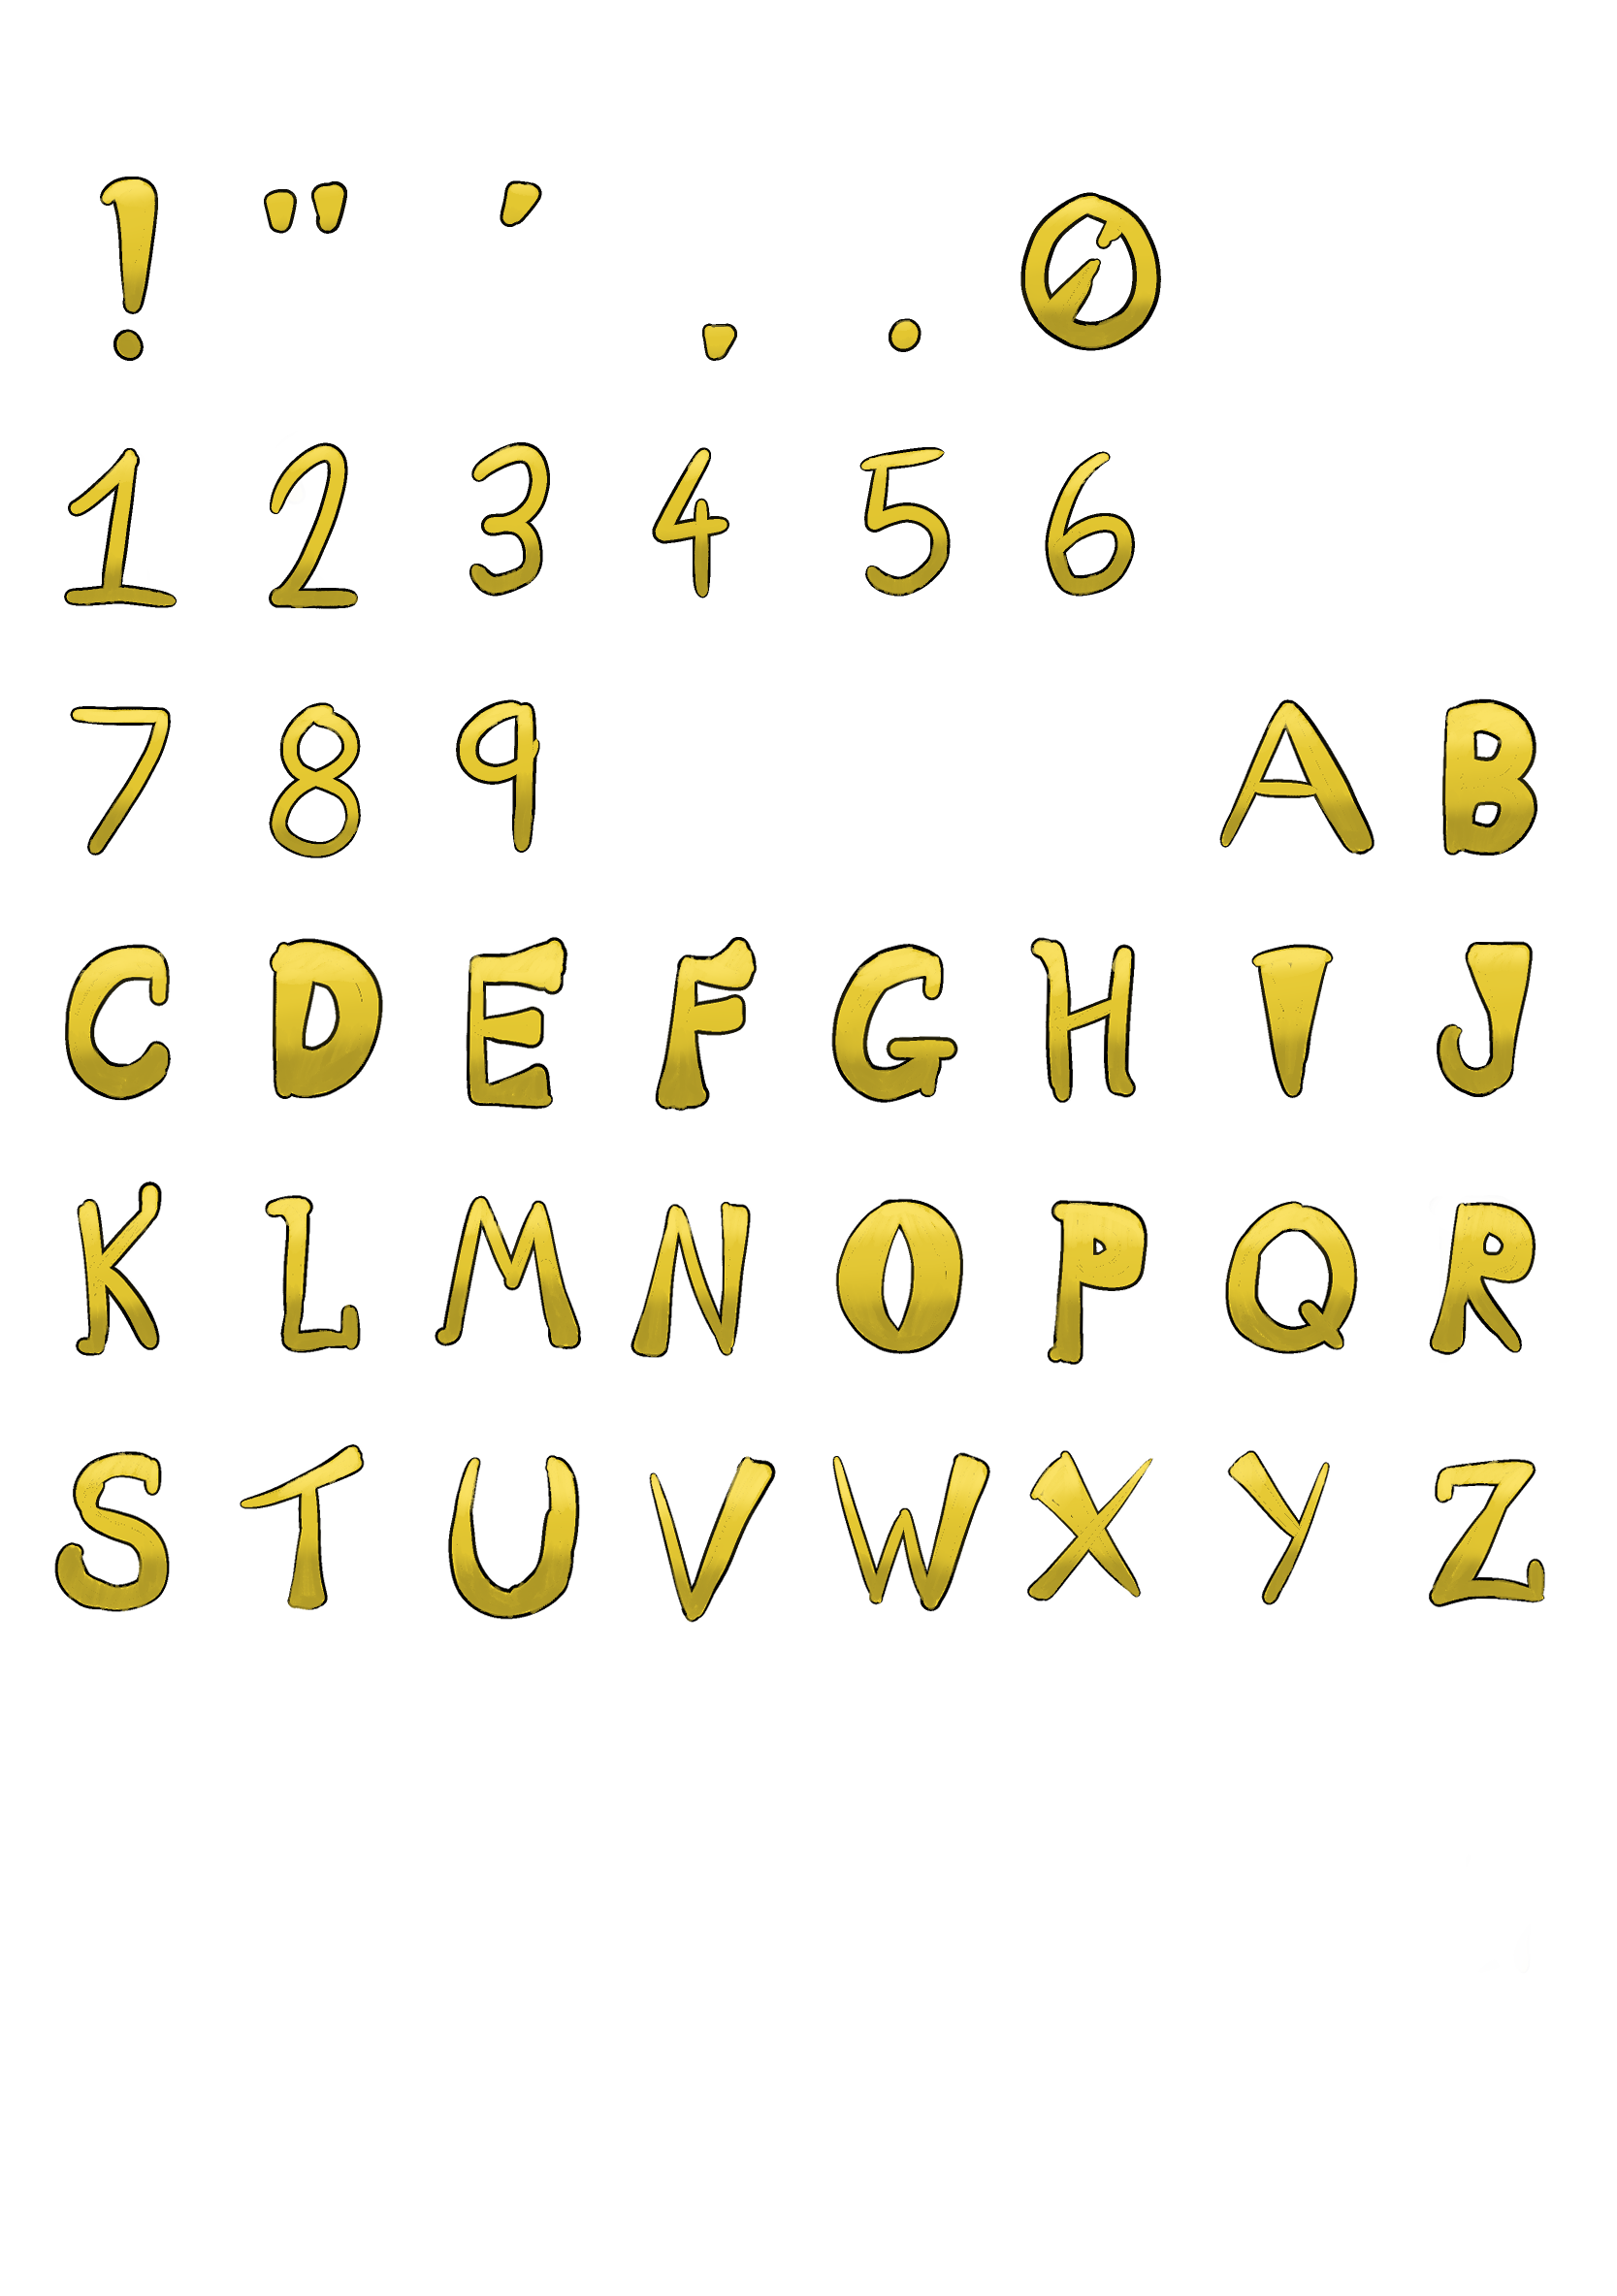 ! " ' , . 0
1 2 3 4 5 6
7 8 9 A B
C D E F G H I J
K L M N O P Q R
S T U V W X Y Z